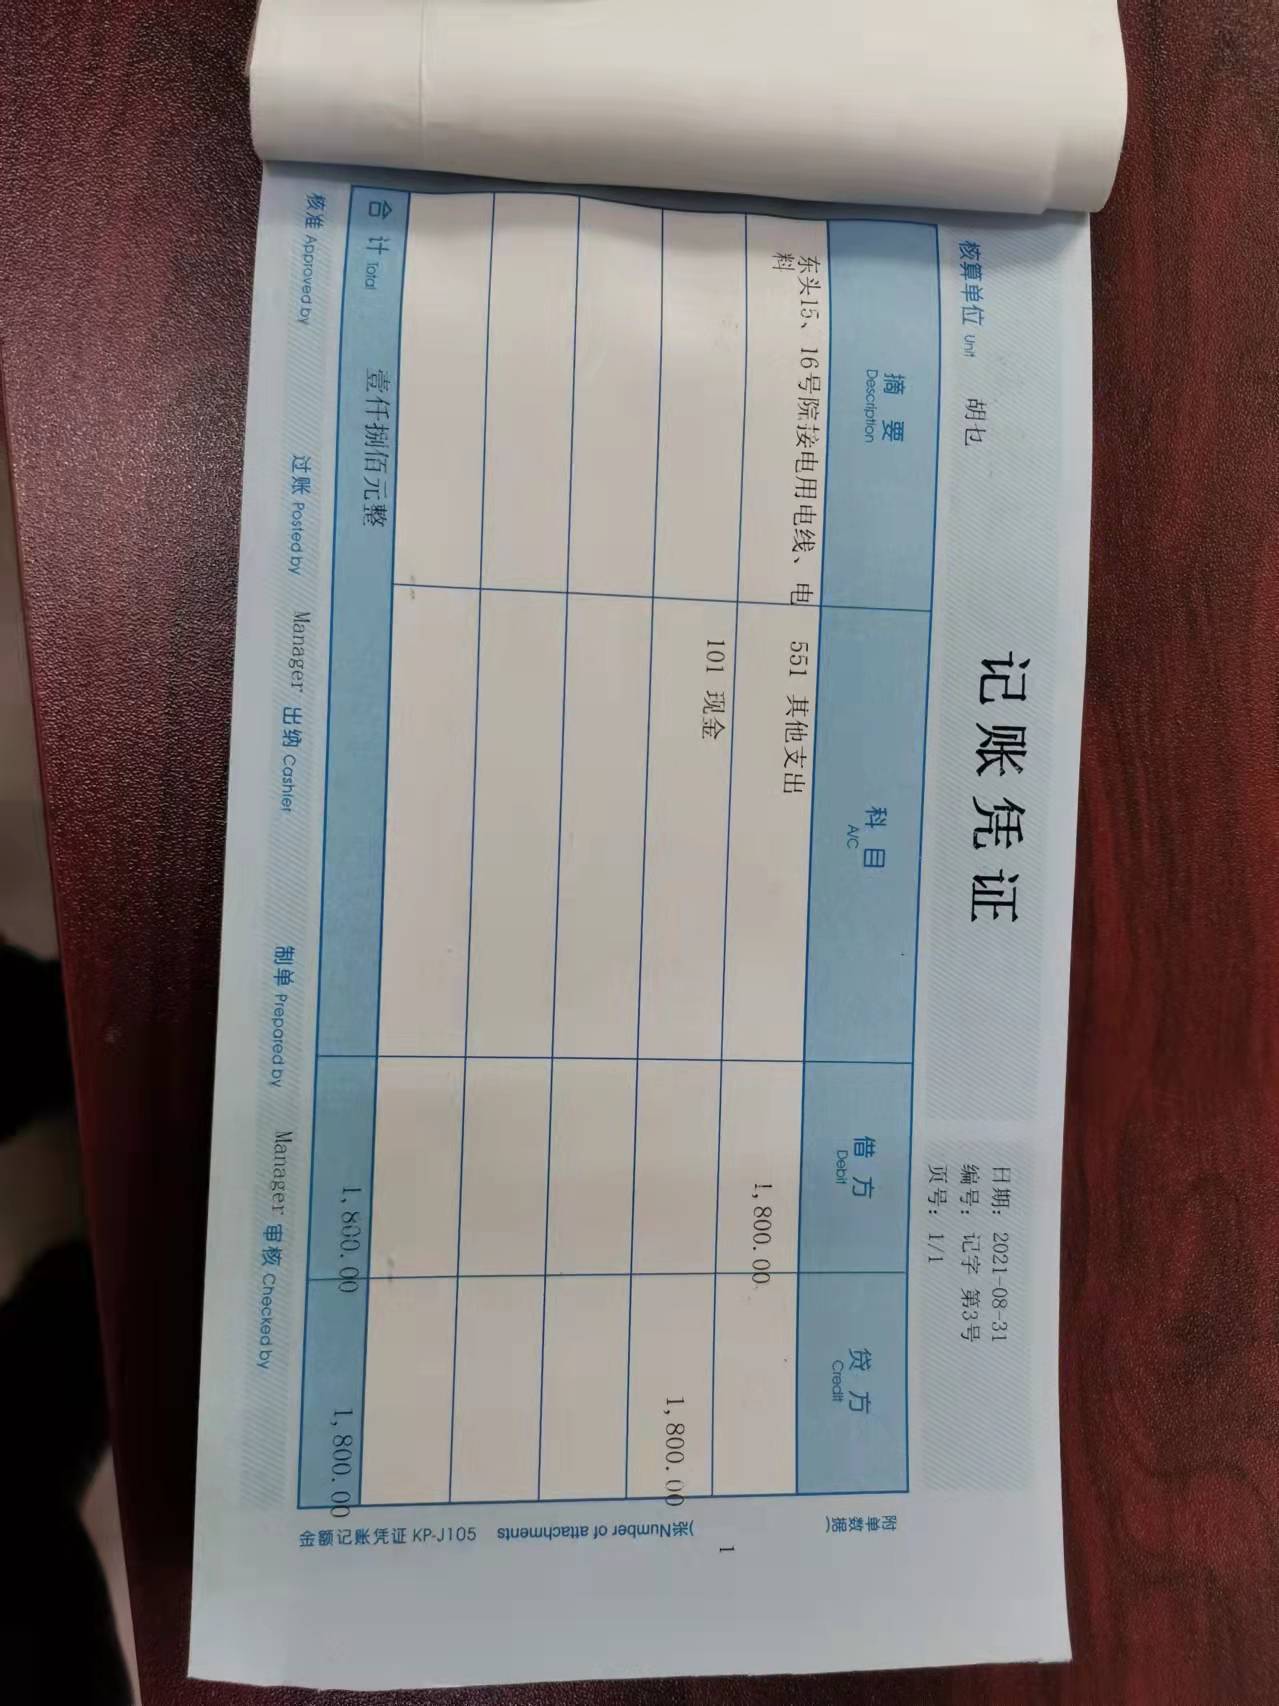 记账凭证
日期: 2021-08-31
编号: 记字 第3号
页号: 1/1
核算单位 Unit 胡乜
摘要 科目 借方 贷方
Description A/C Debit Credit
东头15、16号院接电用电线、电 551 其他支出 1,800.00
料
101 现金 1,800.00
合计 Total 壹仟捌佰元整 1,800.00 1,800.00
核准 Approved by 过账 Posted by Manager 出纳 Cashier 制单 Prepared by Manager 审核 Checked by
附单数据(
1
)张Number of attachments
金额记账凭证 KP-J105